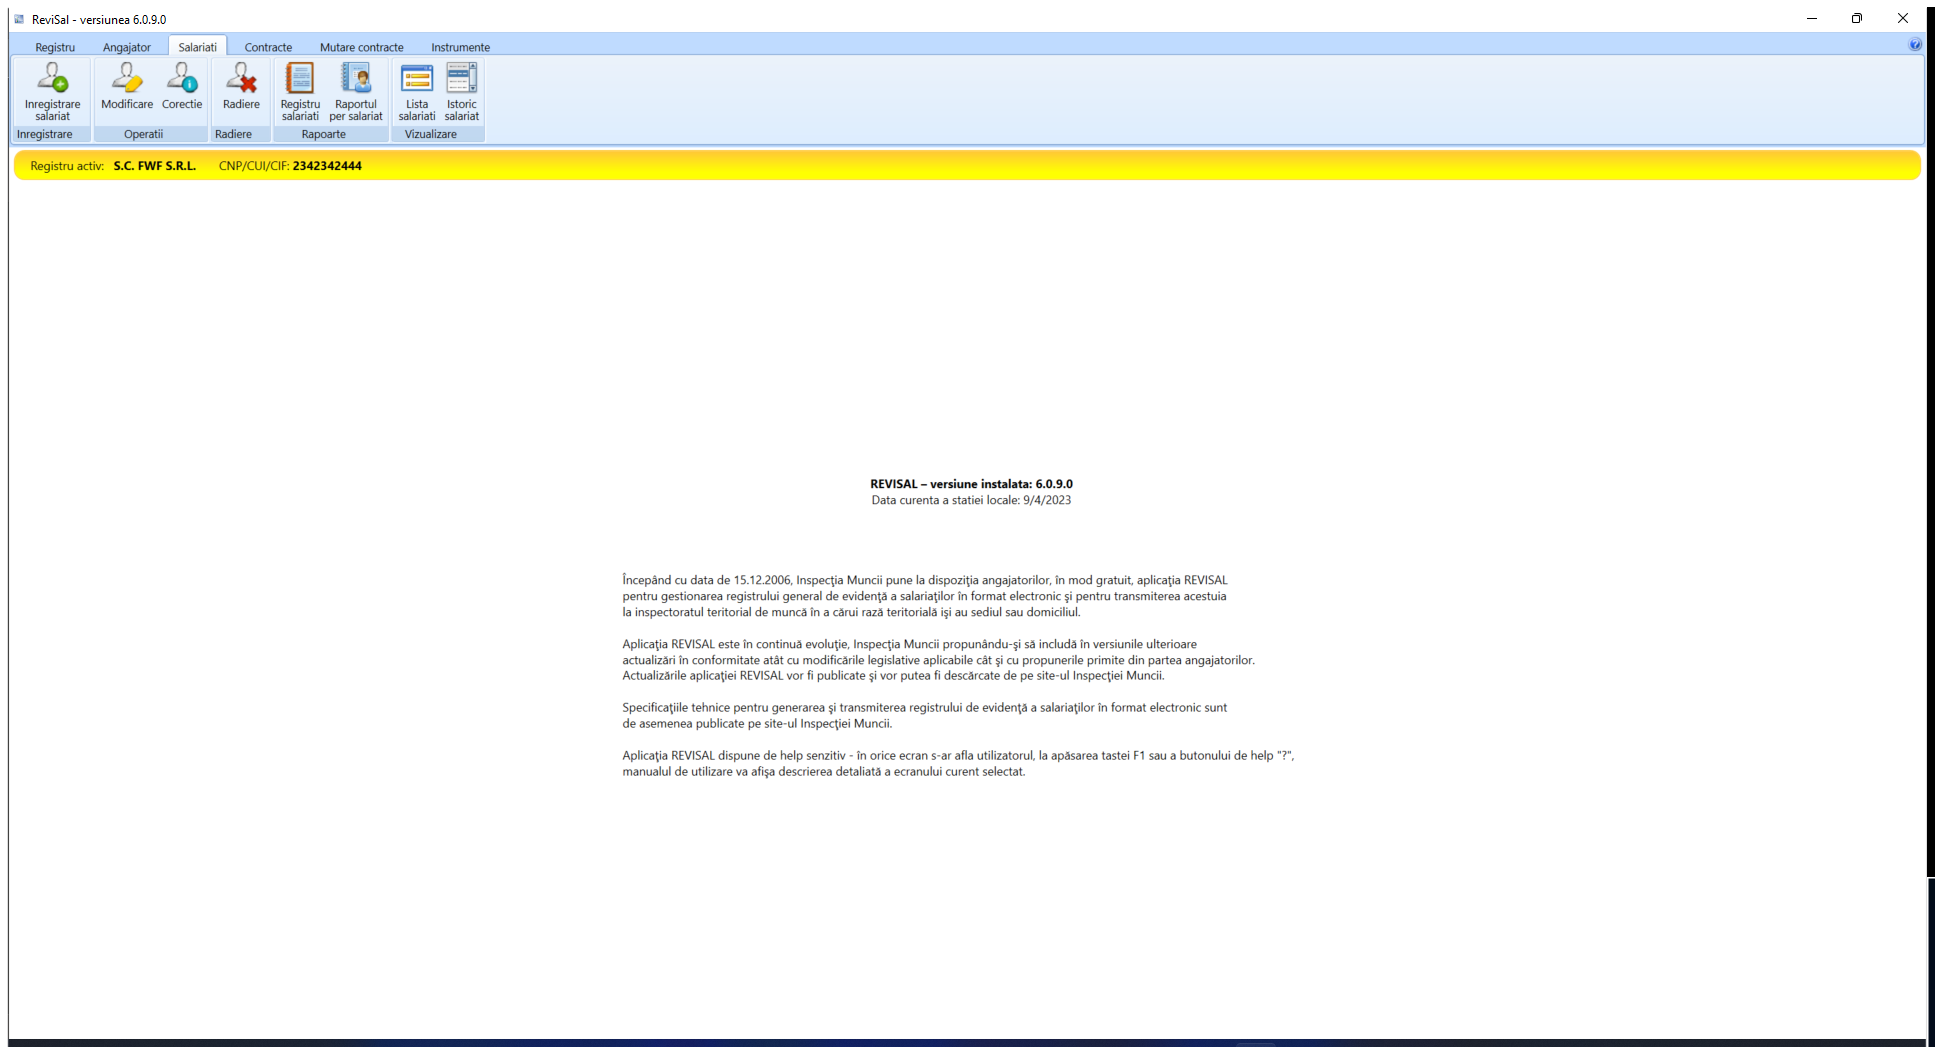 ReviSal - versiunea 6.0.9.0
Registru Angajator Salariati Contracte Mutare contracte Instrumente
Inregistrare salariat
Modificare
Corectie
Radiere
Registru salariati
Raportul per salariat
Lista salariati
Istoric salariat
Inregistrare Operatii Radiere Rapoarte Vizualizare
Registru activ: S.C. FWF S.R.L. CNP/CUI/CIF: 2342342444
REVISAL – versiune instalata: 6.0.9.0
Data curenta a statiei locale: 9/4/2023
Începând cu data de 15.12.2006, Inspecţia Muncii pune la dispoziţia angajatorilor, în mod gratuit, aplicaţia REVISAL
pentru gestionarea registrului general de evidenţă a salariaţilor în format electronic şi pentru transmiterea acestuia
la inspectoratul teritorial de muncă în a cărui rază teritorială işi au sediul sau domiciliul.
Aplicaţia REVISAL este în continuă evoluţie, Inspecţia Muncii propunându-şi să includă în versiunile ulterioare
actualizări în conformitate atât cu modificările legislative aplicabile cât şi cu propunerile primite din partea angajatorilor.
Actualizările aplicaţiei REVISAL vor fi publicate şi vor putea fi descărcate de pe site-ul Inspecţiei Muncii.
Specificaţiile tehnice pentru generarea şi transmiterea registrului de evidenţă a salariaţilor în format electronic sunt
de asemenea publicate pe site-ul Inspecţiei Muncii.
Aplicaţia REVISAL dispune de help senzitiv - în orice ecran s-ar afla utilizatorul, la apăsarea tastei F1 sau a butonului de help "?",
manualul de utilizare va afişa descrierea detaliată a ecranului curent selectat.